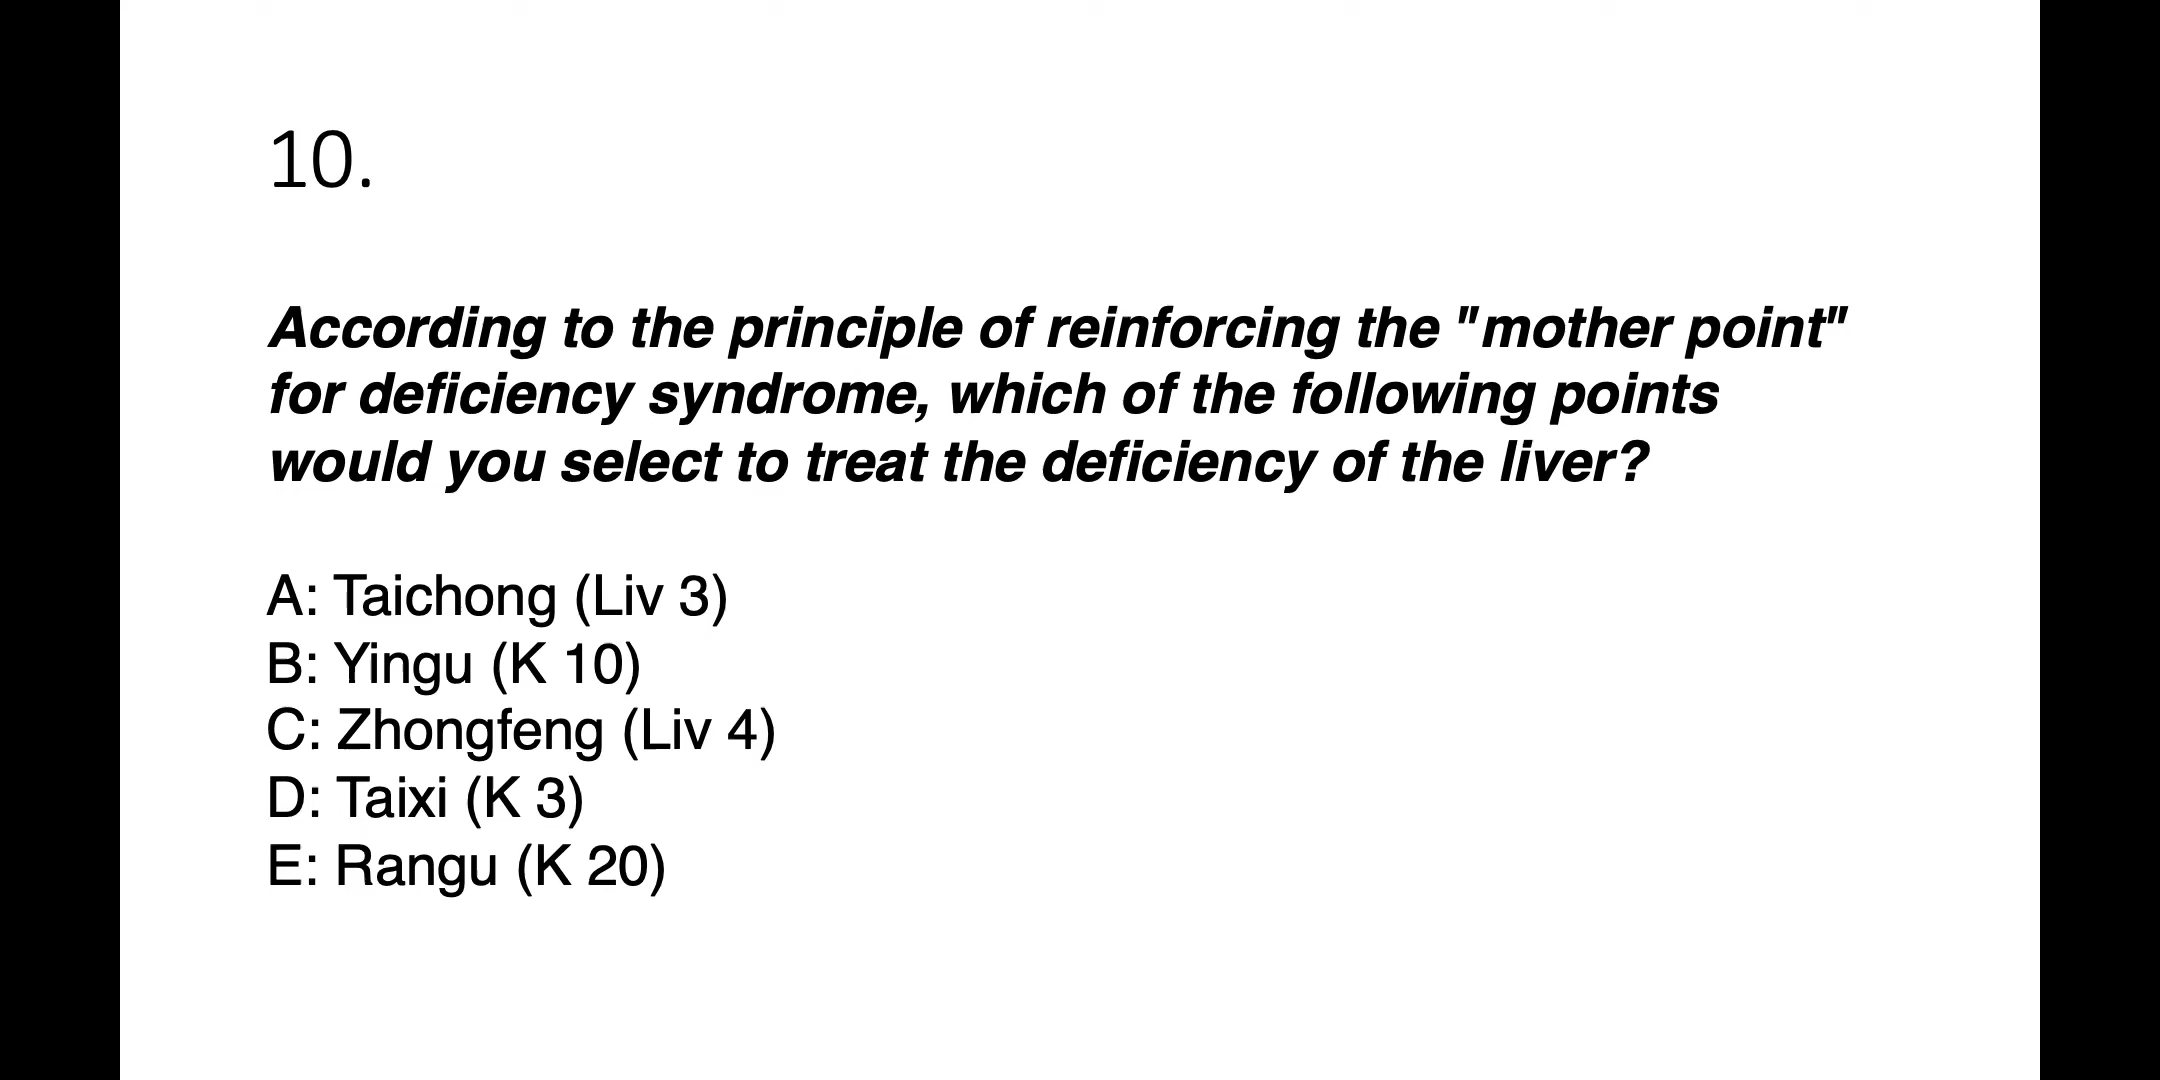 10.
According to the principle of reinforcing the "mother point"
for deficiency syndrome, which of the following points
would you select to treat the deficiency of the liver?
A: Taichong (Liv 3)
B: Yingu (K 10)
C: Zhongfeng (Liv 4)
D: Taixi (K 3)
E: Rangu (K 20)